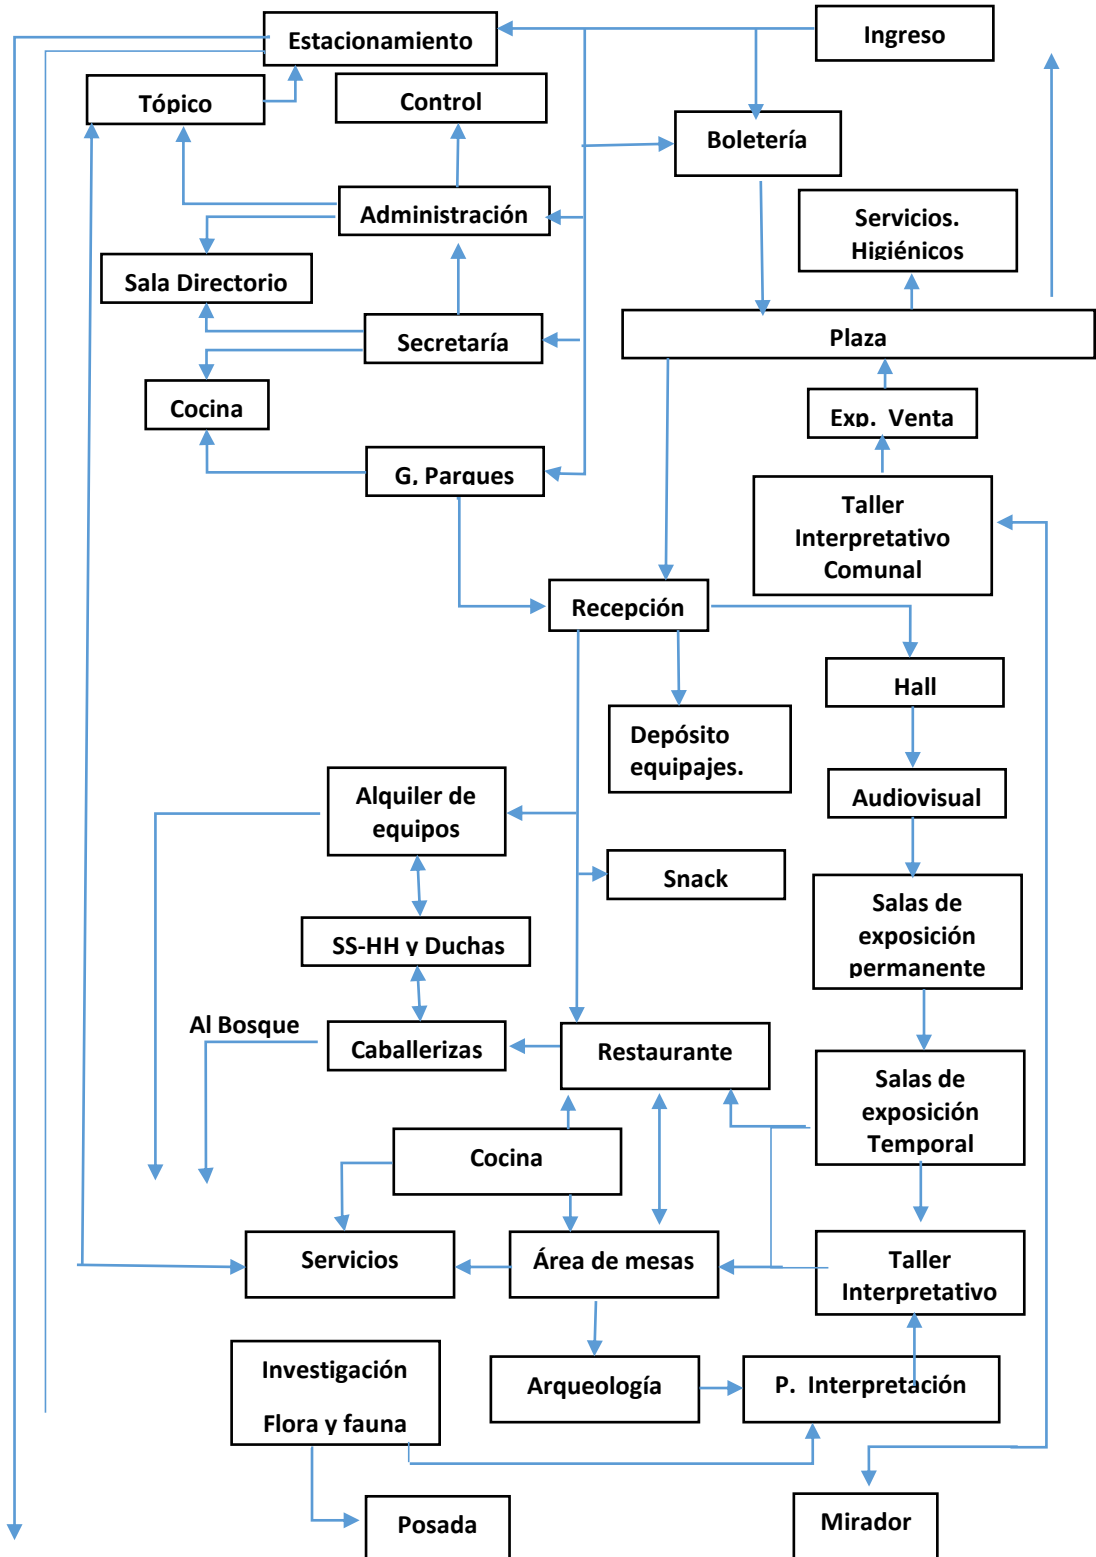 Estacionamiento
Ingreso
Tópico
Control
Boletería
Administración
Servicios.
Higiénicos
Sala Directorio
Secretaría
Plaza
Cocina
Exp. Venta
G, Parques
Taller
Interpretativo
Comunal
Recepción
Hall
Depósito
equipajes.
Alquiler de
equipos
Audiovisual
Snack
Salas de
exposición
permanente
SS-HH y Duchas
Al Bosque
Caballerizas
Restaurante
Salas de
exposición
Temporal
Cocina
Servicios
Área de mesas
Taller
Interpretativo
Investigación
Flora y fauna
Arqueología
P. Interpretación
Posada
Mirador